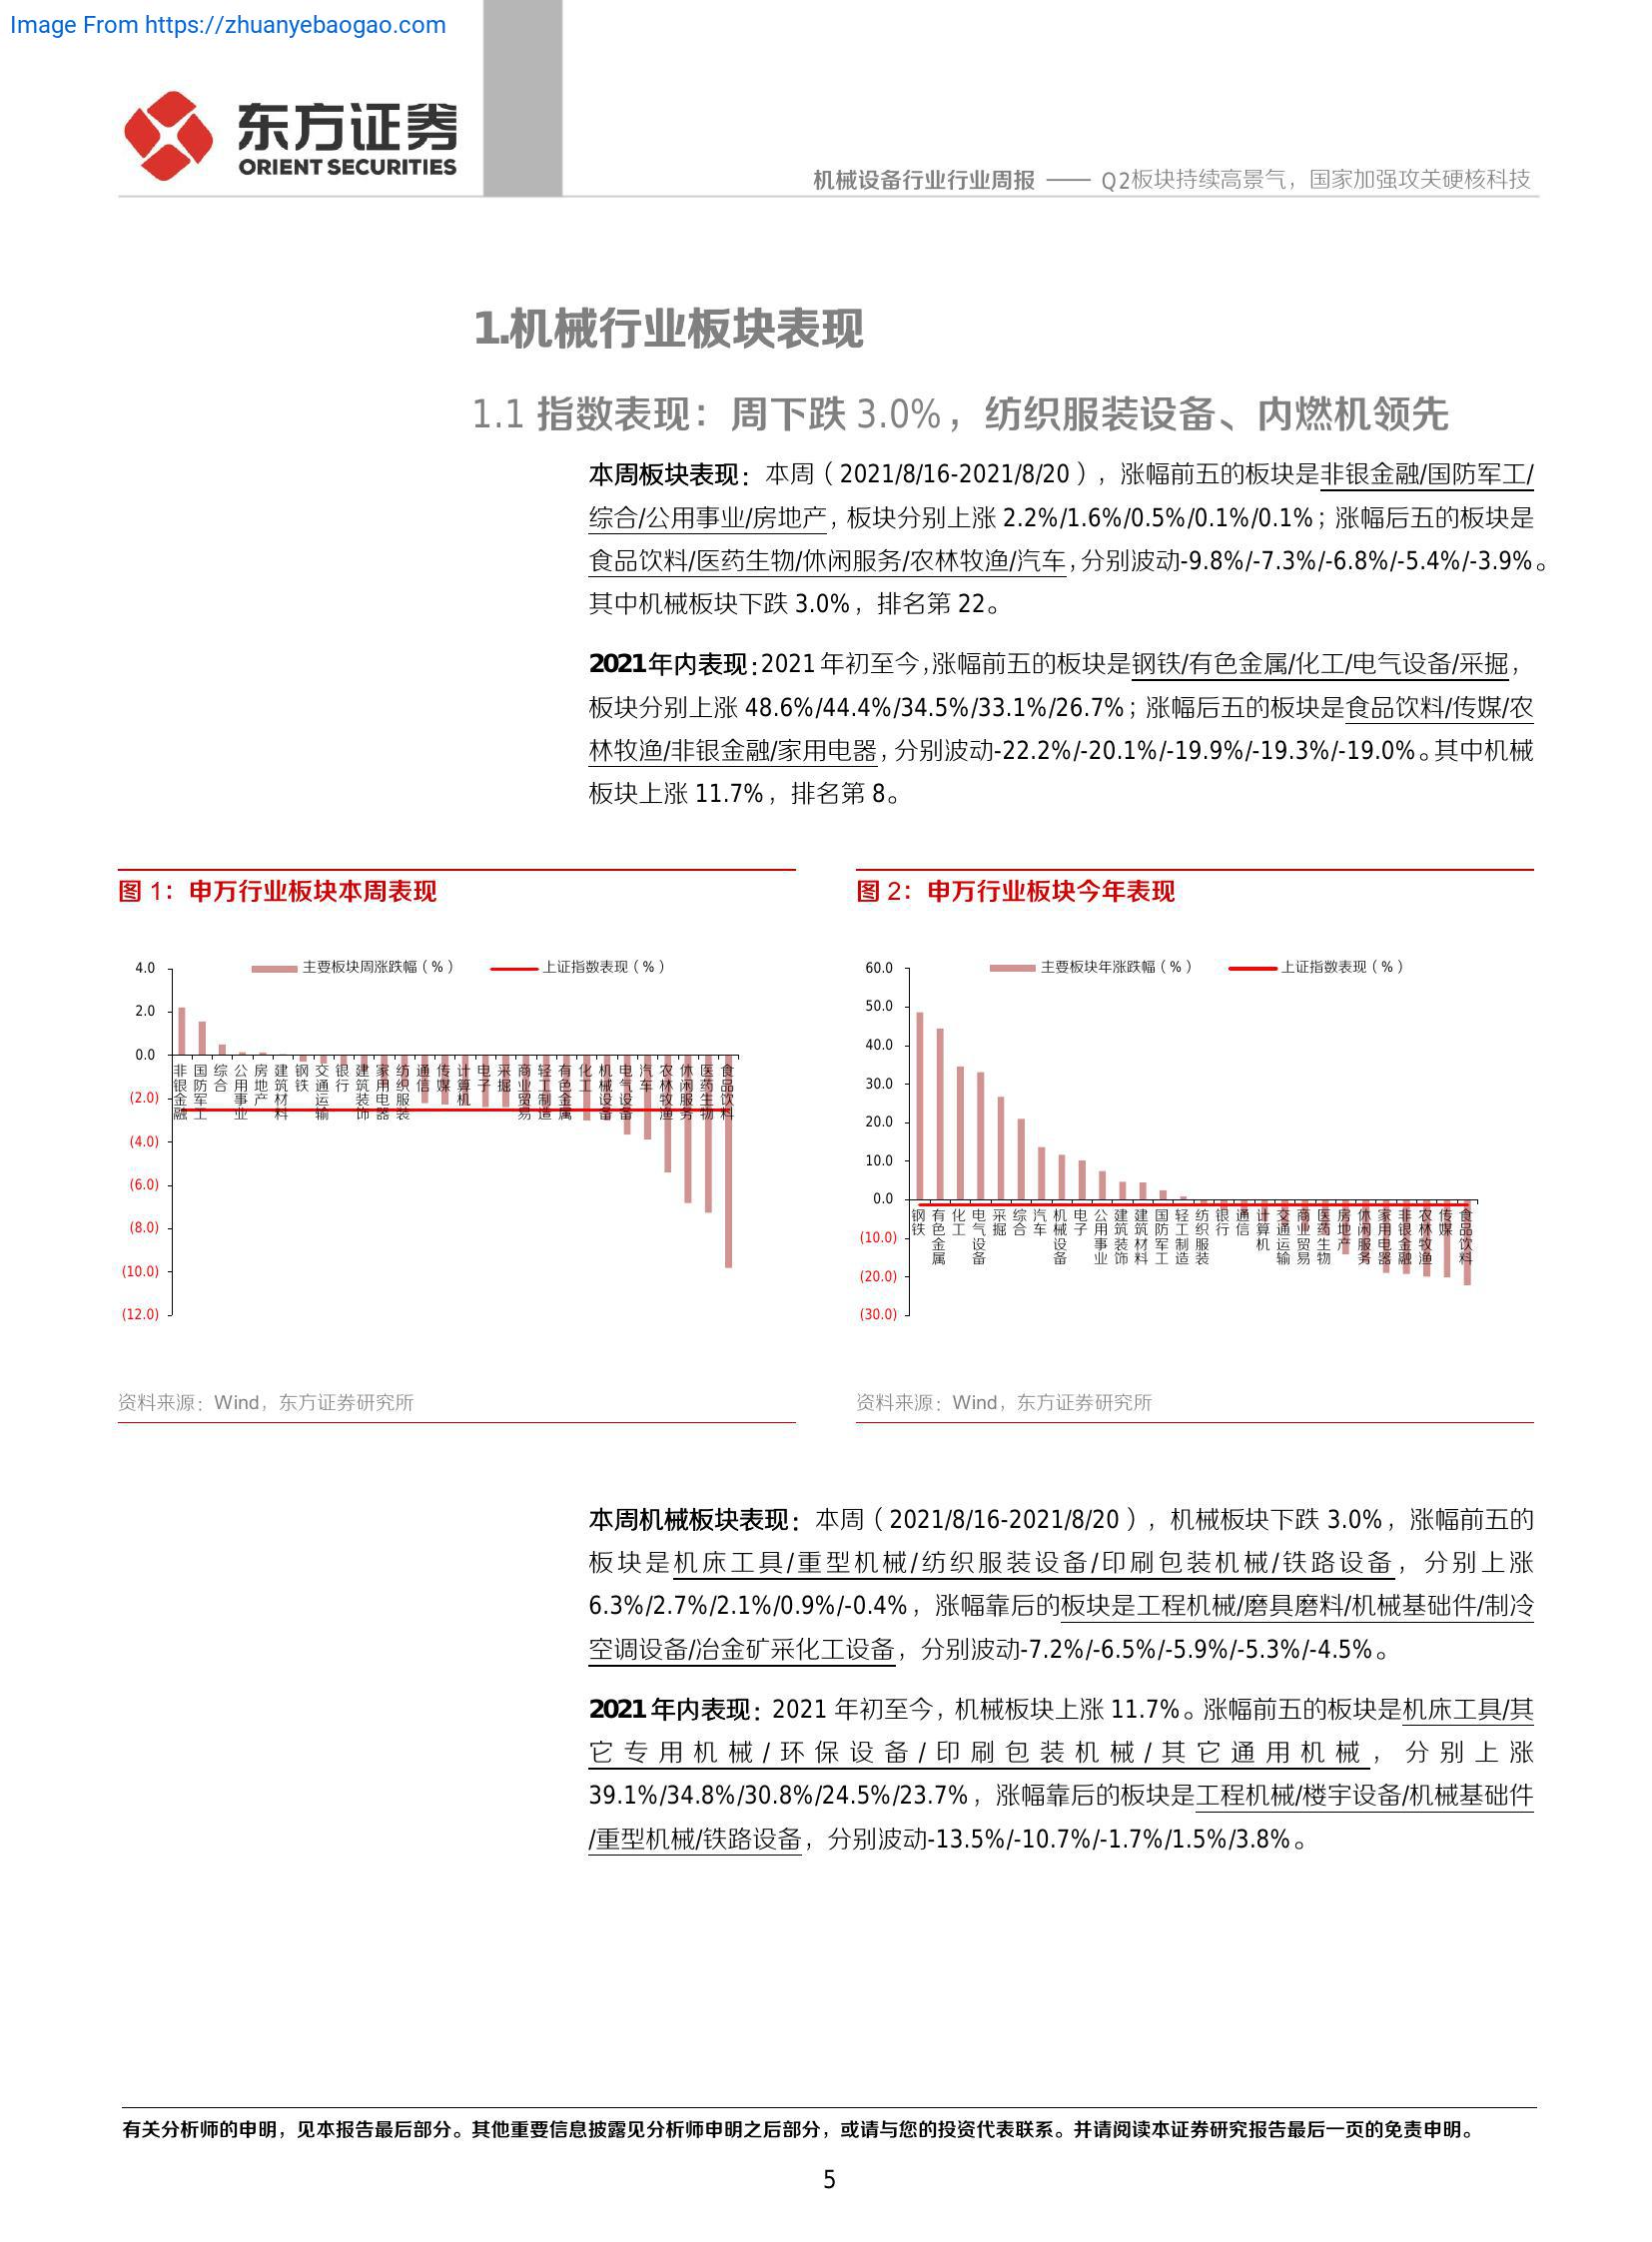 Image From https://zhuanyebaogao.com
东方证券
ORIENT SECURITIES
机械设备行业行业周报 —— Q2板块持续高景气，国家加强攻关硬核科技
1.机械行业板块表现
1.1 指数表现：周下跌 3.0%，纺织服装设备、内燃机领先
本周板块表现：本周（2021/8/16-2021/8/20），涨幅前五的板块是非银金融/国防军工/
综合/公用事业/房地产，板块分别上涨 2.2%/1.6%/0.5%/0.1%/0.1%；涨幅后五的板块是
食品饮料/医药生物/休闲服务/农林牧渔/汽车，分别波动-9.8%/-7.3%/-6.8%/-5.4%/-3.9%。
其中机械板块下跌 3.0%，排名第 22。
2021年内表现：2021 年初至今，涨幅前五的板块是钢铁/有色金属/化工/电气设备/采掘，
板块分别上涨 48.6%/44.4%/34.5%/33.1%/26.7%；涨幅后五的板块是食品饮料/传媒/农
林牧渔/非银金融/家用电器，分别波动-22.2%/-20.1%/-19.9%/-19.3%/-19.0%。其中机械
板块上涨 11.7%，排名第 8。
图 1：申万行业板块本周表现
主要板块周涨跌幅（%） 上证指数表现（%）
4.0
2.0
0.0
(2.0)
(4.0)
(6.0)
(8.0)
(10.0)
(12.0)
非银金融 国防军工 综合 公用事业 房地产 建筑材料 钢铁 交通运输 银行 建筑装饰 家用电器 纺织服装 通信 传媒 计算机 电子 采掘 商业贸易 轻工制造 有色金属 化工 机械设备 电气设备 汽车 农林牧渔 休闲服务 医药生物 食品饮料
资料来源：Wind，东方证券研究所
图 2：申万行业板块今年表现
主要板块年涨跌幅（%） 上证指数表现（%）
60.0
50.0
40.0
30.0
20.0
10.0
0.0
(10.0)
(20.0)
(30.0)
钢铁 有色金属 化工 电气设备 采掘 综合 汽车 机械设备 电子 公用事业 建筑装饰 建筑材料 国防军工 轻工制造 纺织服装 银行 通信 计算机 交通运输 商业贸易 医药生物 房地产 休闲服务 家用电器 非银金融 农林牧渔 传媒 食品饮料
资料来源：Wind，东方证券研究所
本周机械板块表现：本周（2021/8/16-2021/8/20），机械板块下跌 3.0%，涨幅前五的
板块是机床工具/重型机械/纺织服装设备/印刷包装机械/铁路设备，分别上涨
6.3%/2.7%/2.1%/0.9%/-0.4%，涨幅靠后的板块是工程机械/磨具磨料/机械基础件/制冷
空调设备/冶金矿采化工设备，分别波动-7.2%/-6.5%/-5.9%/-5.3%/-4.5%。
2021 年内表现：2021 年初至今，机械板块上涨 11.7%。涨幅前五的板块是机床工具/其
它专用机械/环保设备/印刷包装机械/其它通用机械，分别上涨
39.1%/34.8%/30.8%/24.5%/23.7%，涨幅靠后的板块是工程机械/楼宇设备/机械基础件
/重型机械/铁路设备，分别波动-13.5%/-10.7%/-1.7%/1.5%/3.8%。
有关分析师的申明，见本报告最后部分。其他重要信息披露见分析师申明之后部分，或请与您的投资代表联系。并请阅读本证券研究报告最后一页的免责申明。
5